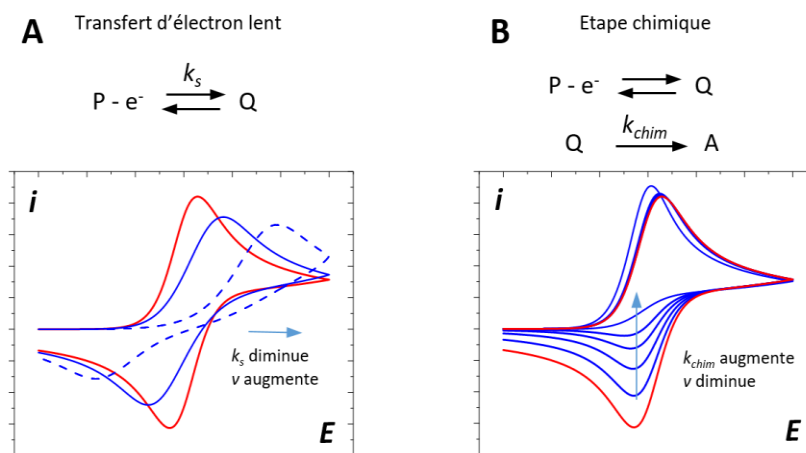 A
Transfert d'électron lent
k_s
P - e⁻ Q
i
k_s diminue
v augmente
E
B
Etape chimique
P - e⁻ Q
k_chim
Q A
i
k_chim augmente
v diminue
E